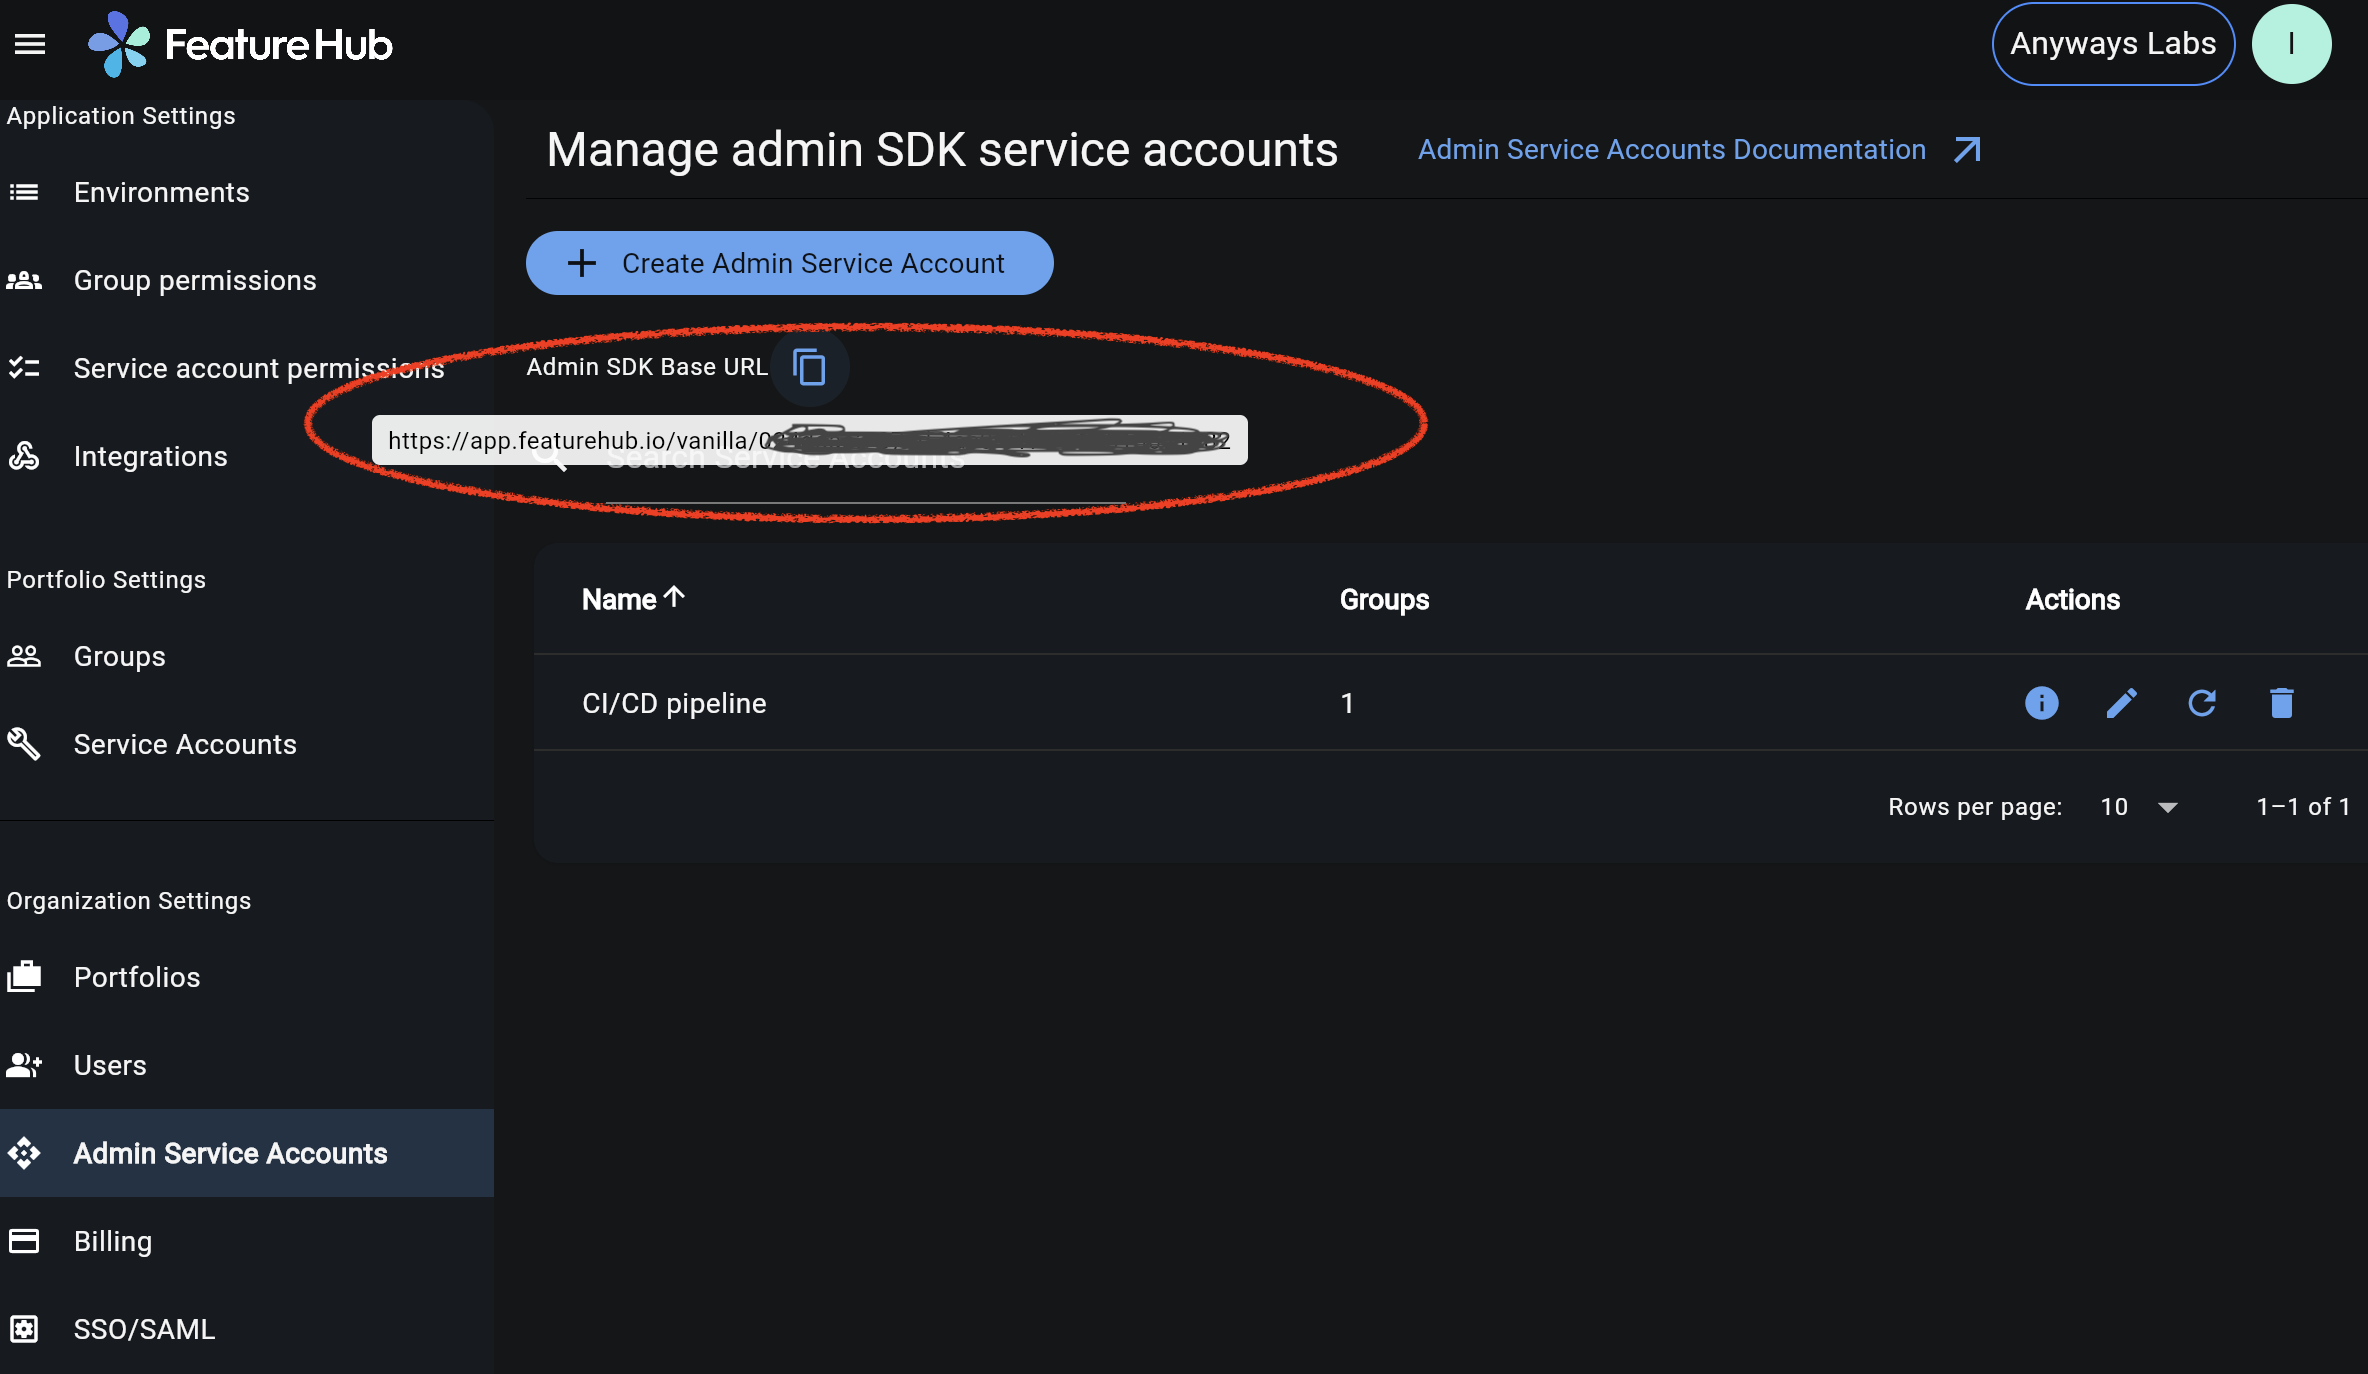 FeatureHub
Anyways Labs
I
Application Settings
Environments
Group permissions
Service account permissions
Integrations
Portfolio Settings
Groups
Service Accounts
Organization Settings
Portfolios
Users
Admin Service Accounts
Billing
SSO/SAML
Manage admin SDK service accounts
Admin Service Accounts Documentation
Create Admin Service Account
Admin SDK Base URL
https://app.featurehub.io/vanilla/
Search Service Accounts
Name Groups Actions
CI/CD pipeline 1
Rows per page: 10 1–1 of 1